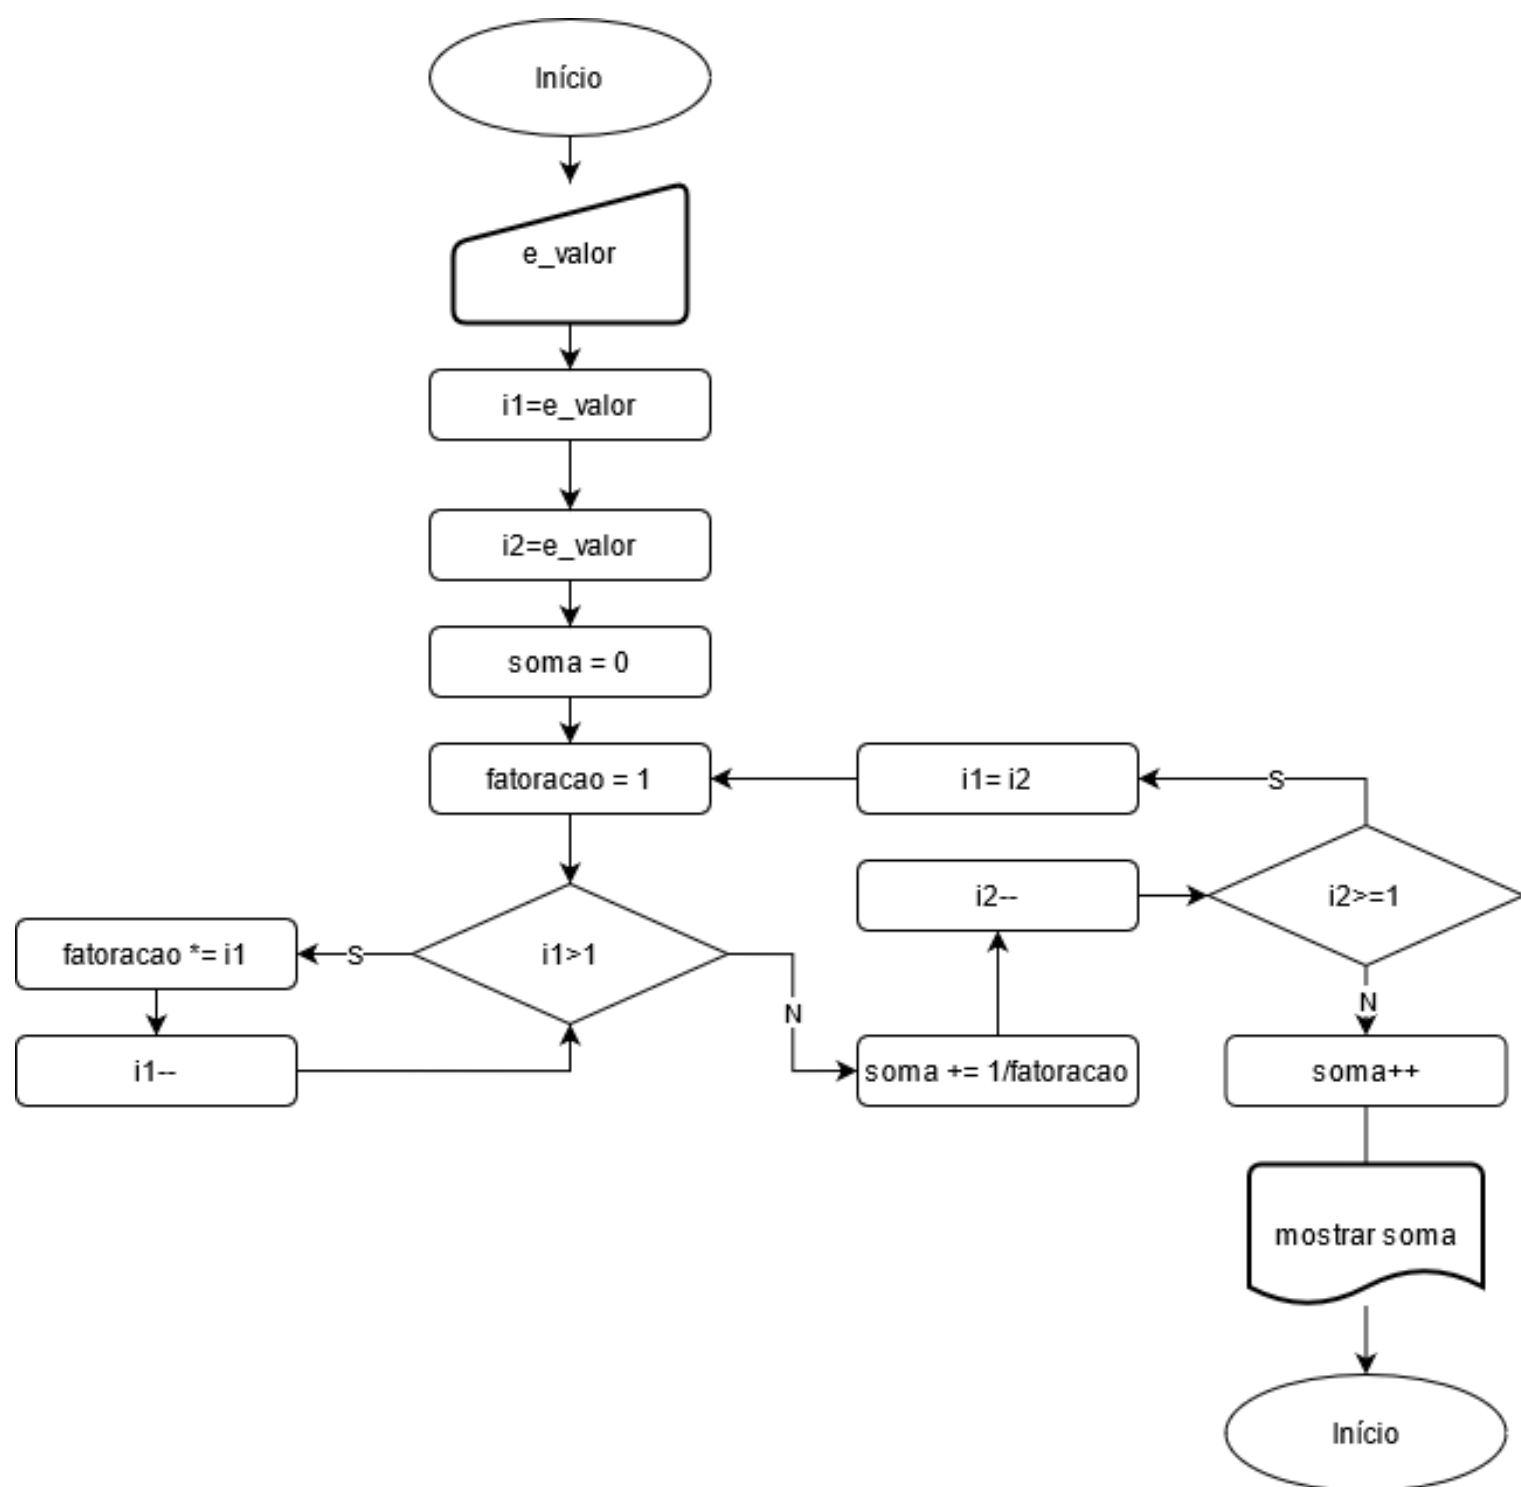 Início
e_valor
i1=e_valor
i2=e_valor
soma = 0
fatoracao = 1
i1= i2
S
i2--
i2>=1
fatoracao *= i1
S
i1>1
N
N
i1--
soma += 1/fatoracao
soma++
mostrar soma
Início